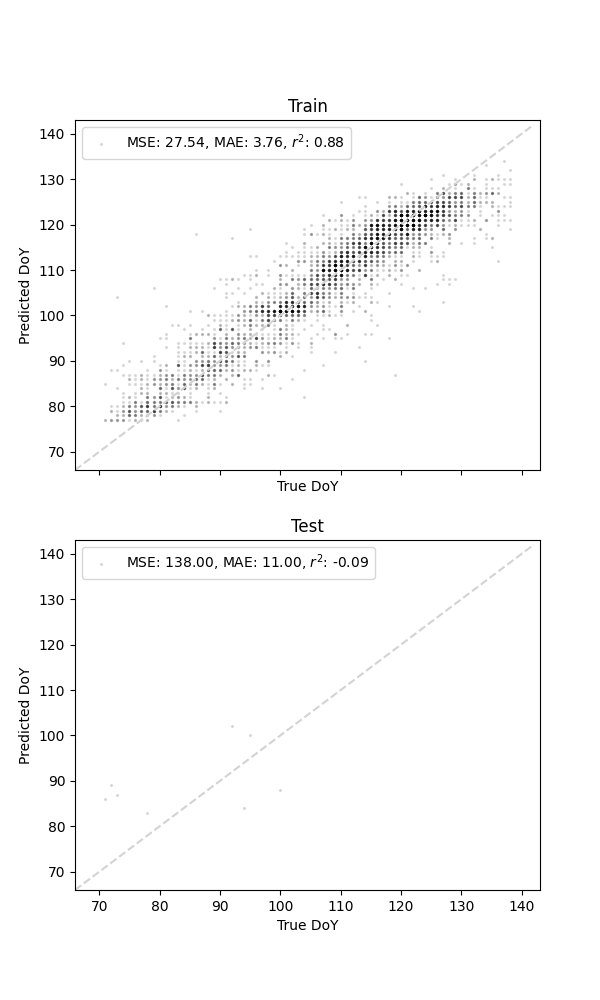 Train
MSE: 27.54, MAE: 3.76, r²: 0.88
140
130
120
110
100
90
80
70
Predicted DoY
True DoY
Test
MSE: 138.00, MAE: 11.00, r²: -0.09
140
130
120
110
100
90
80
70
Predicted DoY
70 80 90 100 110 120 130 140
True DoY